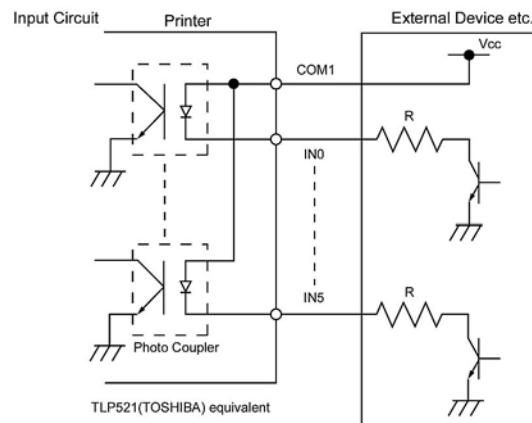 Input Circuit
Printer
External Device etc.
Vcc
COM1
R
IN0
IN5
R
Photo Coupler
TLP521(TOSHIBA) equivalent